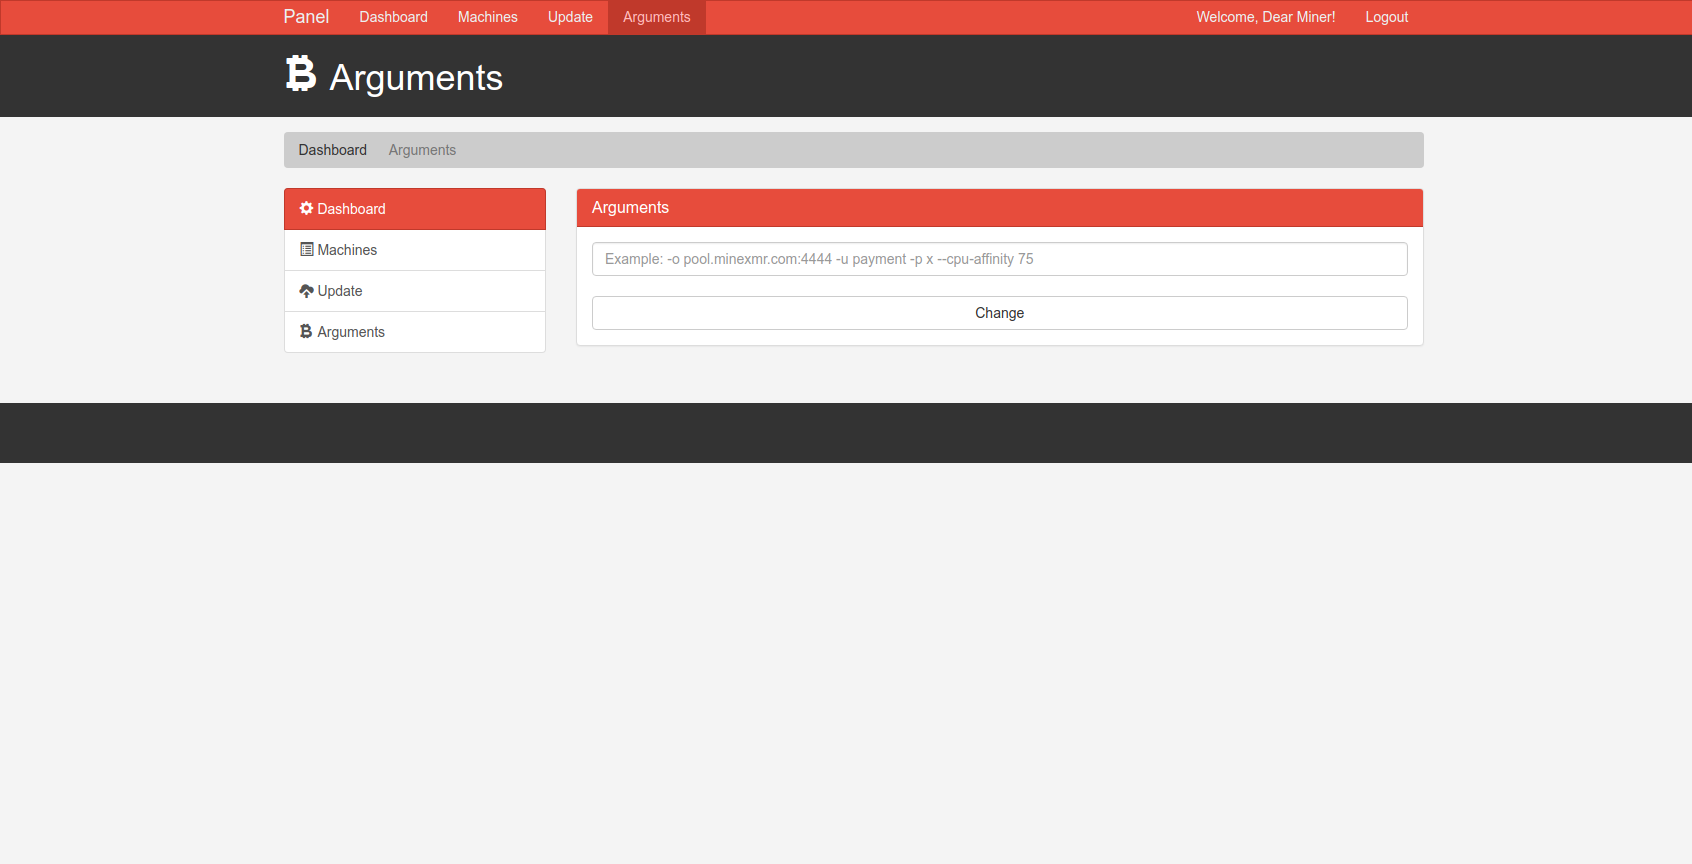 Panel Dashboard Machines Update Arguments Welcome, Dear Miner! Logout
Arguments
Dashboard Arguments
Dashboard
Machines
Update
Arguments
Arguments
Example: -o pool.minexmr.com:4444 -u payment -p x --cpu-affinity 75
Change